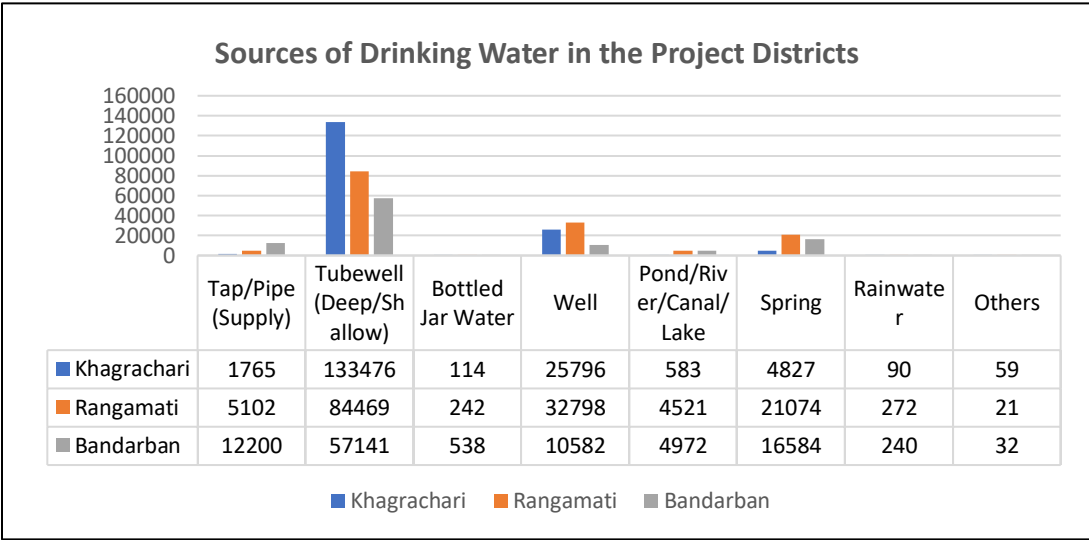 Sources of Drinking Water in the Project Districts
160000
140000
120000
100000
80000
60000
40000
20000
0
Tap/Pipe
(Supply)
Tubewell
(Deep/Sh
allow)
Bottled
Jar Water
Well
Pond/Riv
er/Canal/
Lake
Spring
Rainwate
r
Others
Khagrachari 1765 133476 114 25796 583 4827 90 59
Rangamati 5102 84469 242 32798 4521 21074 272 21
Bandarban 12200 57141 538 10582 4972 16584 240 32
Khagrachari Rangamati Bandarban